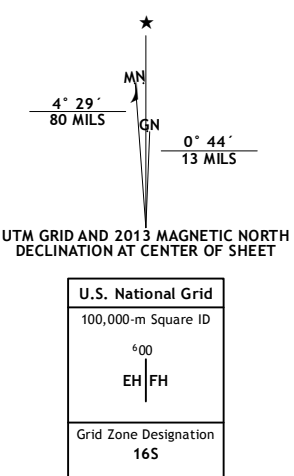 ★
MN
4° 29´
80 MILS
GN
0° 44´
13 MILS
UTM GRID AND 2013 MAGNETIC NORTH
DECLINATION AT CENTER OF SHEET
U.S. National Grid
100,000-m Square ID
⁶00
EH FH
Grid Zone Designation
16S